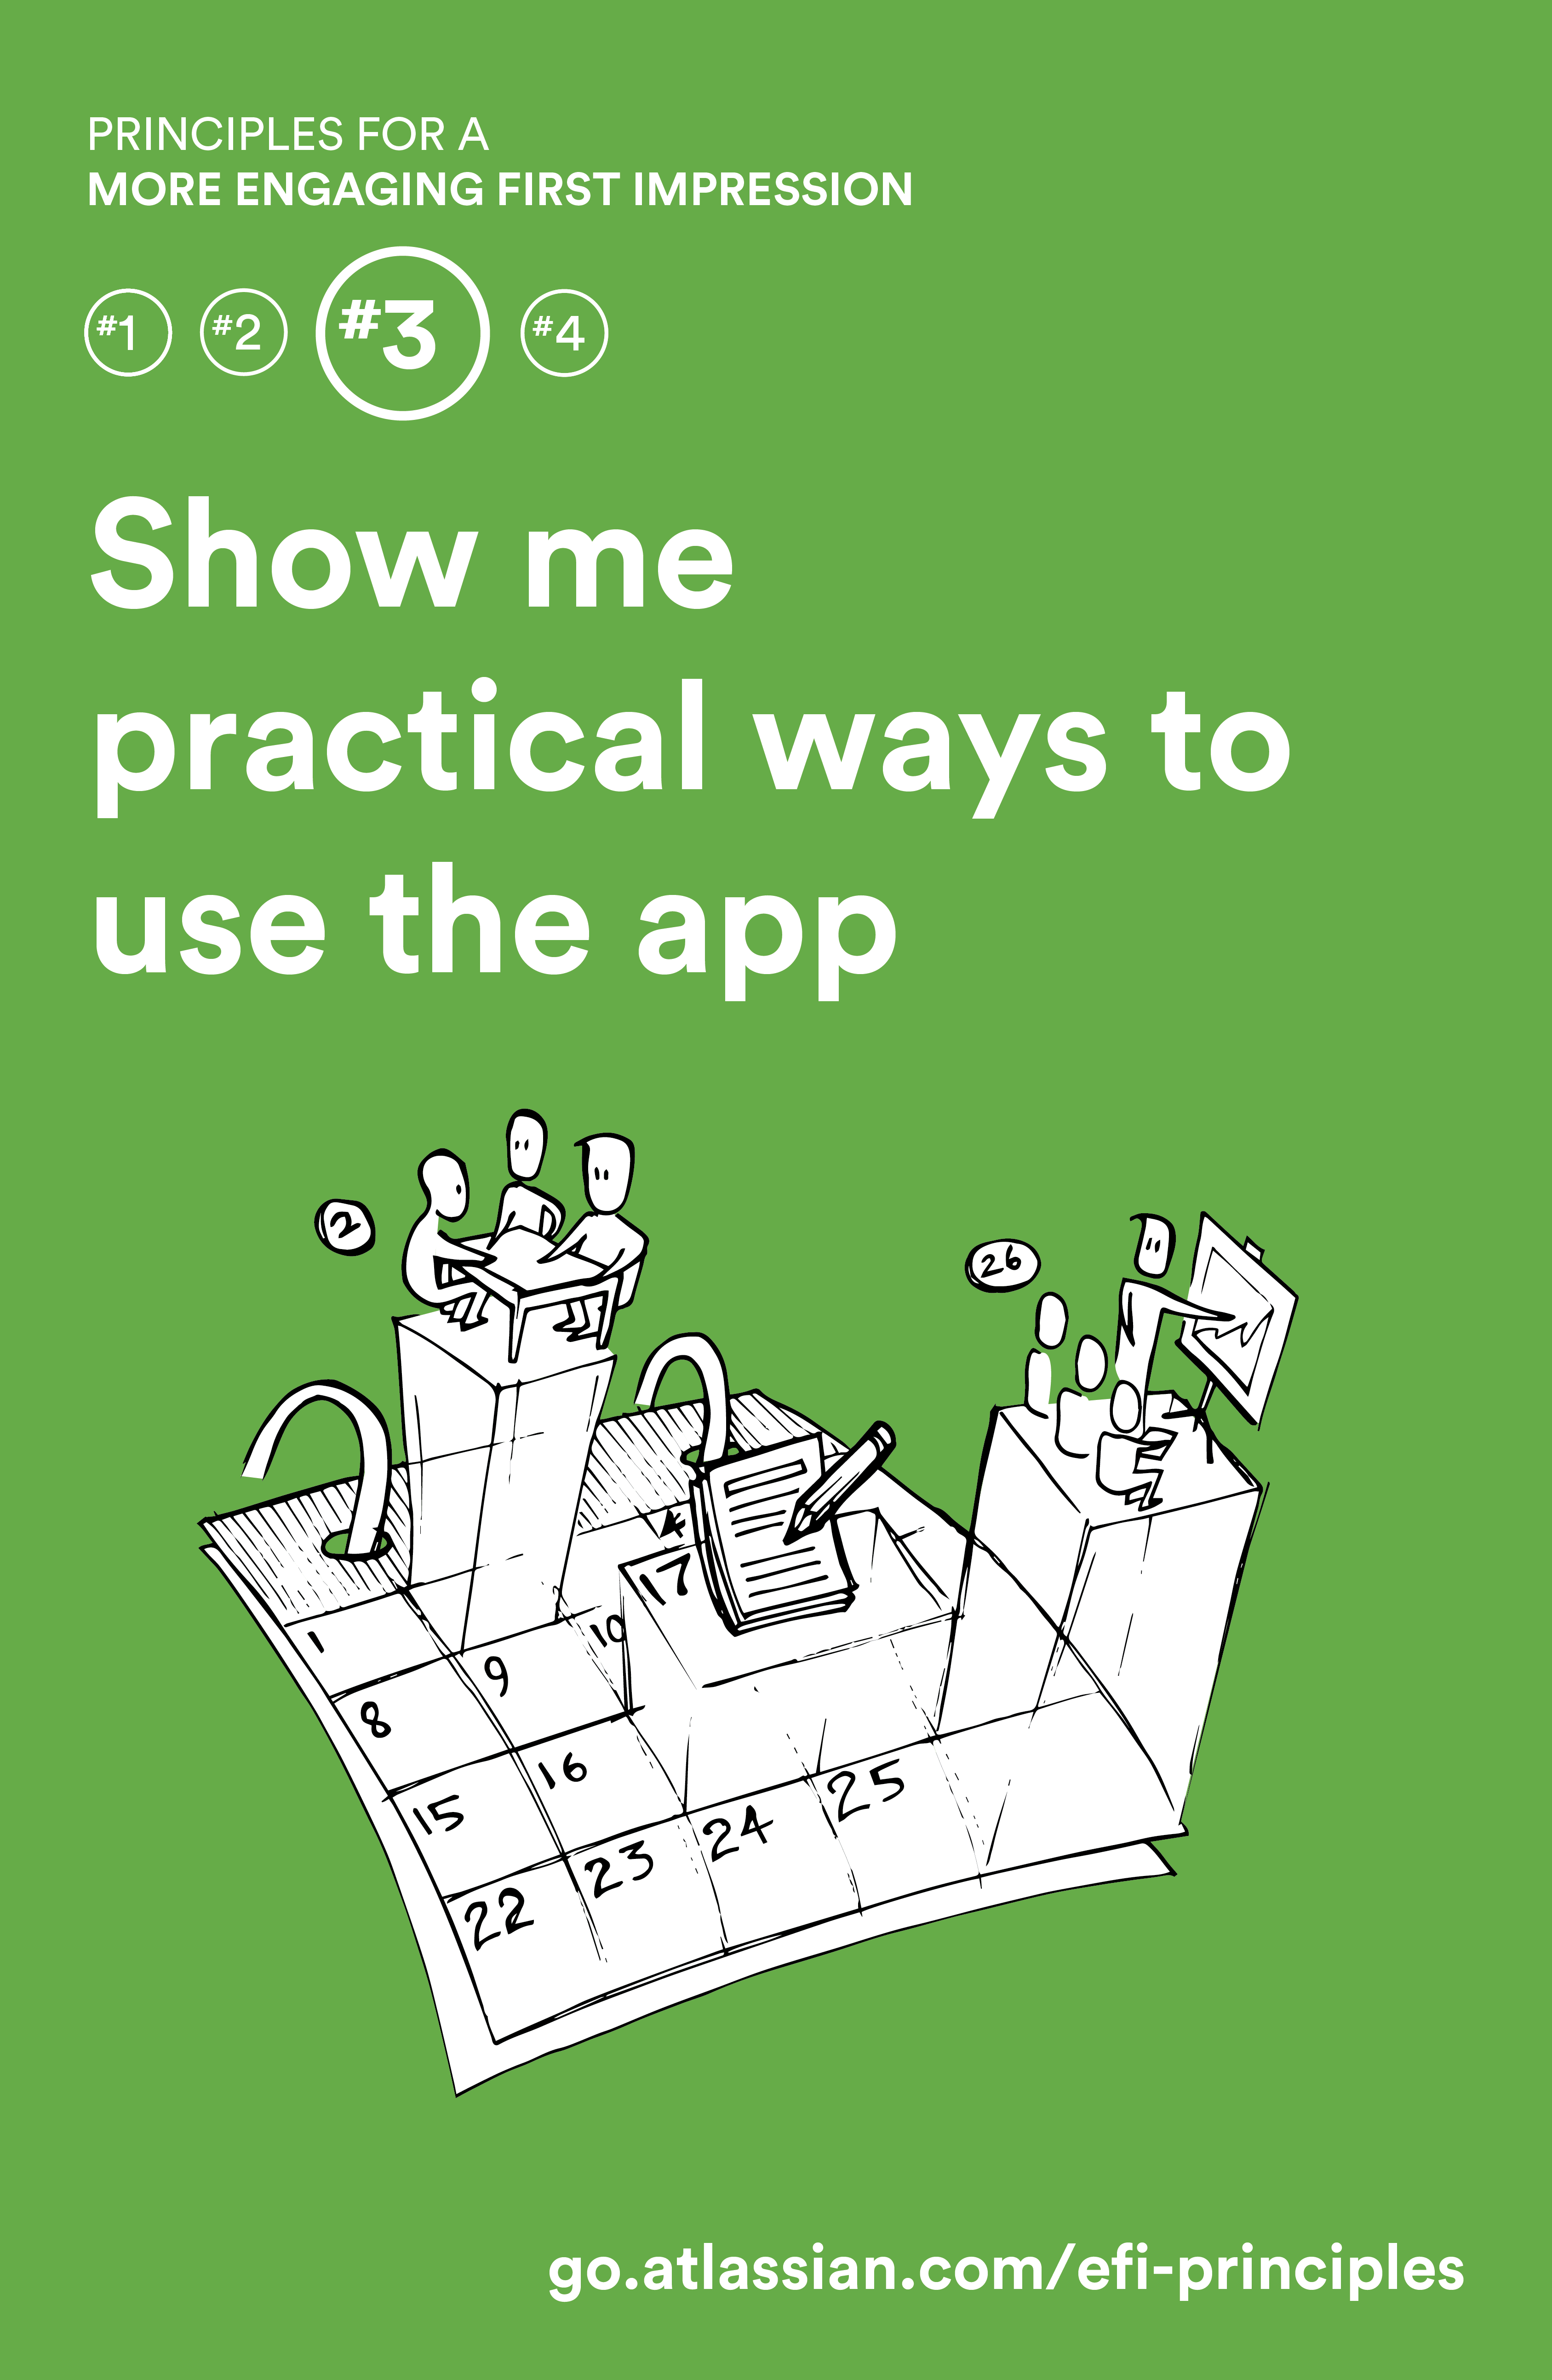 PRINCIPLES FOR A
MORE ENGAGING FIRST IMPRESSION
#1 #2 #3 #4
Show me
practical ways to
use the app
2
26
4
17
1
9
10
8
16
15
25
24
23
22
go.atlassian.com/efi-principles